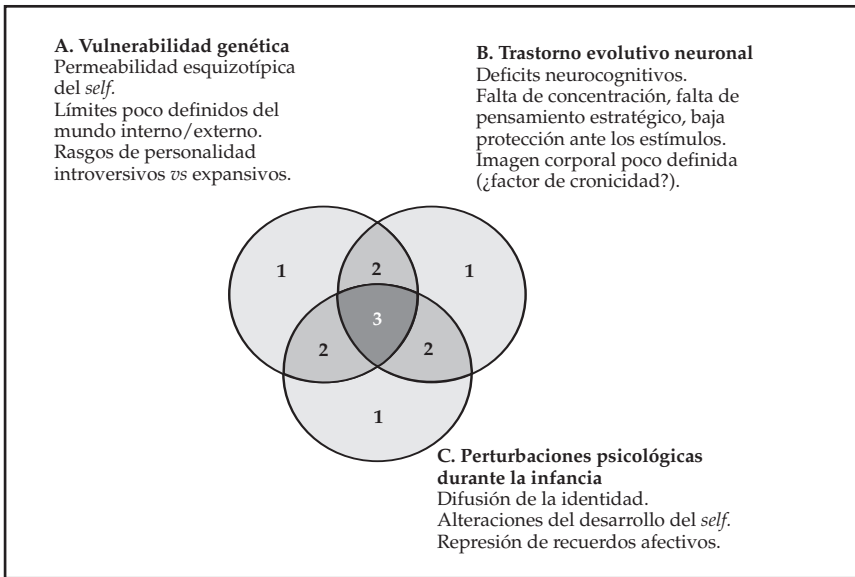 A. Vulnerabilidad genética
Permeabilidad esquizotípica
del self.
Límites poco definidos del
mundo interno/externo.
Rasgos de personalidad
introversivos vs expansivos.
B. Trastorno evolutivo neuronal
Deficits neurocognitivos.
Falta de concentración, falta de
pensamiento estratégico, baja
protección ante los estímulos.
Imagen corporal poco definida
(¿factor de cronicidad?).
1
2
1
3
2
2
1
C. Perturbaciones psicológicas
durante la infancia
Difusión de la identidad.
Alteraciones del desarrollo del self.
Represión de recuerdos afectivos.